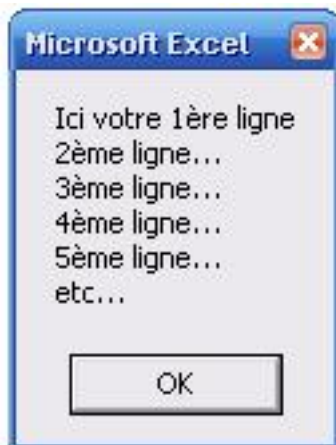 Microsoft Excel
Ici votre 1ère ligne
2ème ligne...
3ème ligne...
4ème ligne...
5ème ligne...
etc...
OK